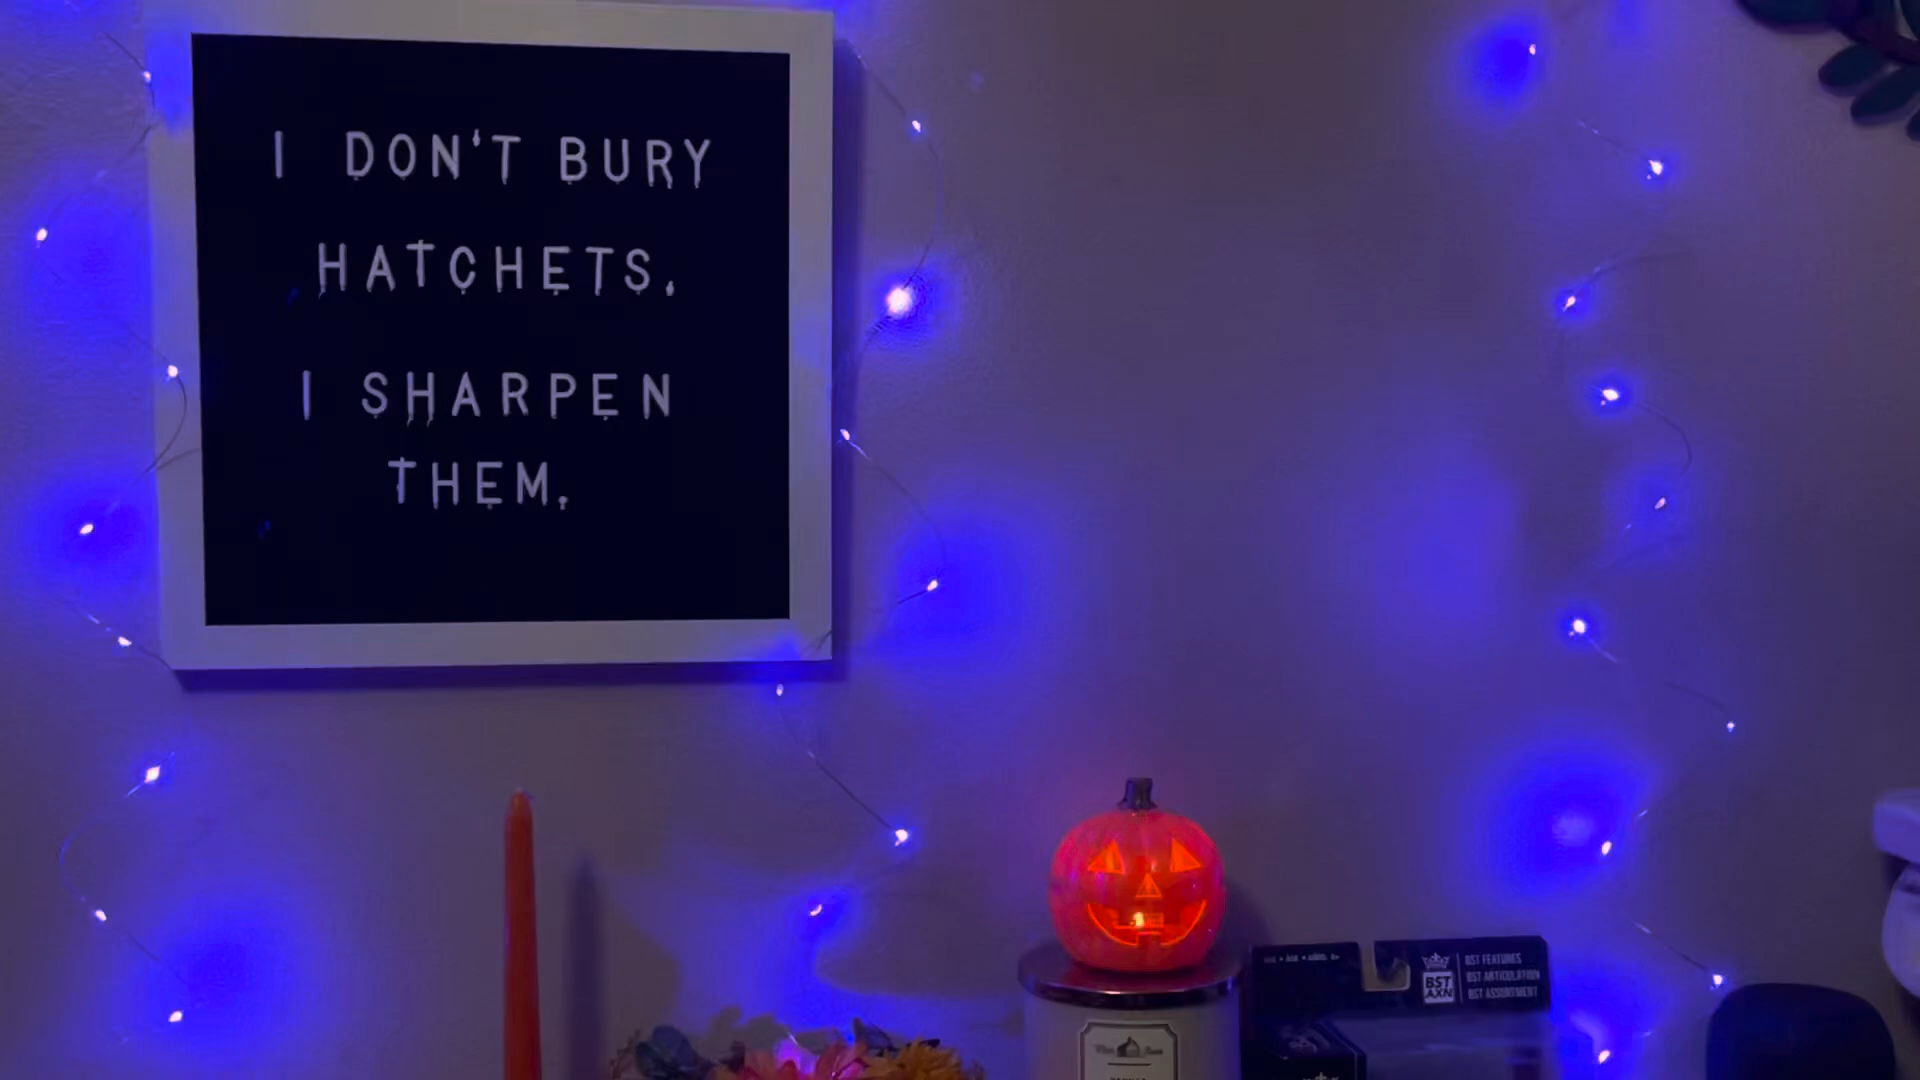 I DON'T BURY
HATCHETS.
I SHARPEN
THEM.
BST
AXN
BST FEATURES
BST ARTICULATION
BST ASSORTMENT